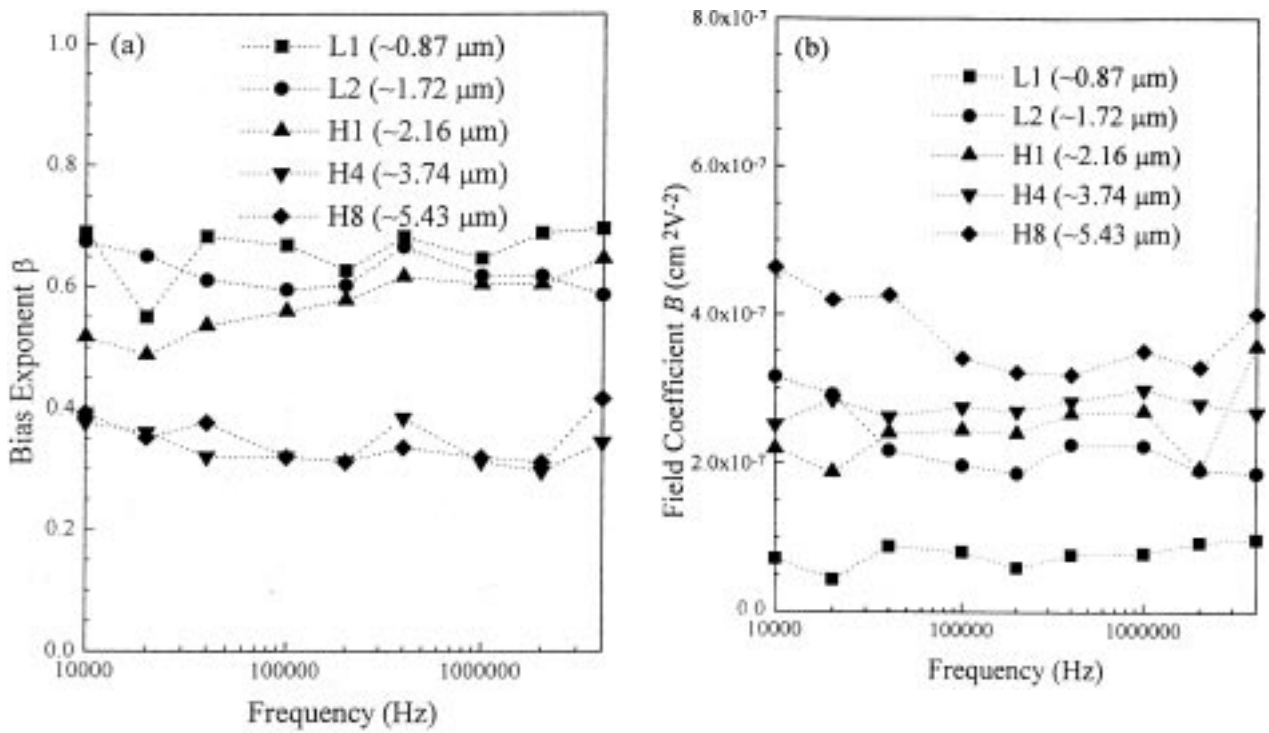 (a)
L1 (~0.87 μm)
L2 (~1.72 μm)
H1 (~2.16 μm)
H4 (~3.74 μm)
H8 (~5.43 μm)
1.0
0.8
0.6
0.4
0.2
0.0
Bias Exponent β
10000 100000 1000000
Frequency (Hz)
(b)
L1 (~0.87 μm)
L2 (~1.72 μm)
H1 (~2.16 μm)
H4 (~3.74 μm)
H8 (~5.43 μm)
8.0x10-7
6.0x10-7
4.0x10-7
2.0x10-7
0.0
Field Coefficient B (cm2V-2)
10000 100000 1000000
Frequency (Hz)